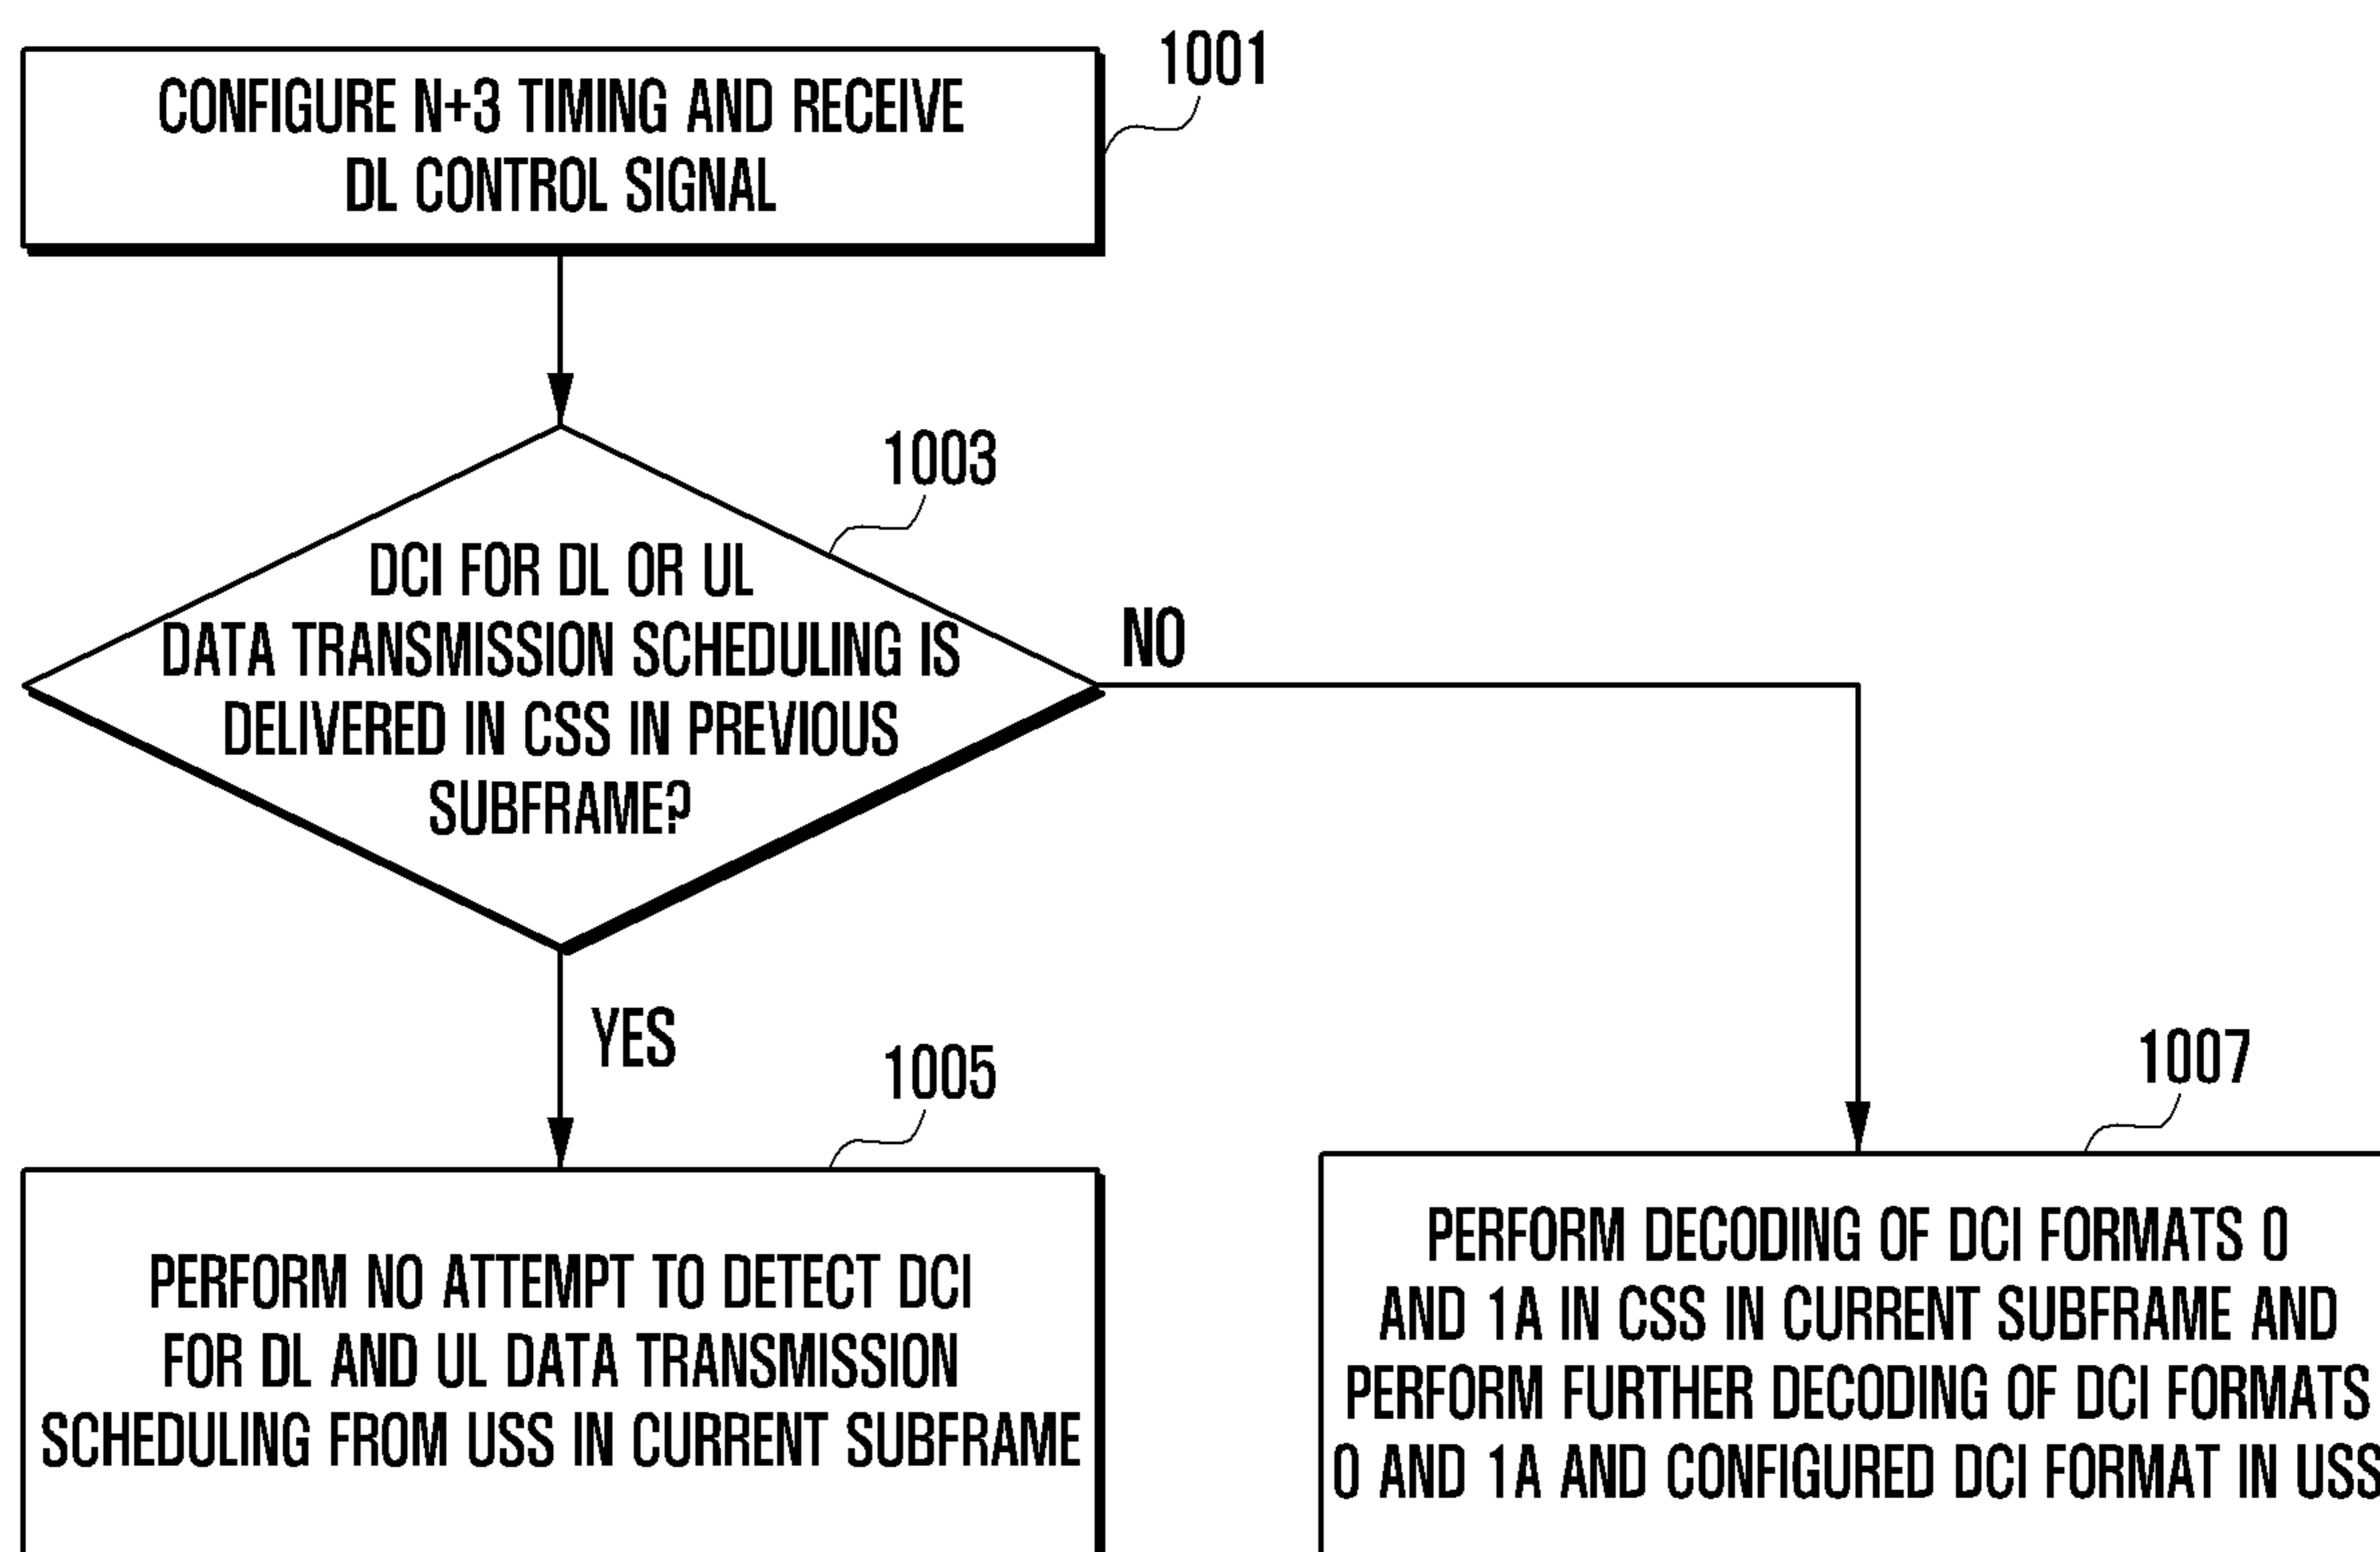 1001
CONFIGURE N+3 TIMING AND RECEIVE
DL CONTROL SIGNAL
1003
DCI FOR DL OR UL
DATA TRANSMISSION SCHEDULING IS
DELIVERED IN CSS IN PREVIOUS
SUBFRAME?
NO
YES
1005
PERFORM NO ATTEMPT TO DETECT DCI
FOR DL AND UL DATA TRANSMISSION
SCHEDULING FROM USS IN CURRENT SUBFRAME
1007
PERFORM DECODING OF DCI FORMATS 0
AND 1A IN CSS IN CURRENT SUBFRAME AND
PERFORM FURTHER DECODING OF DCI FORMATS
0 AND 1A AND CONFIGURED DCI FORMAT IN USS